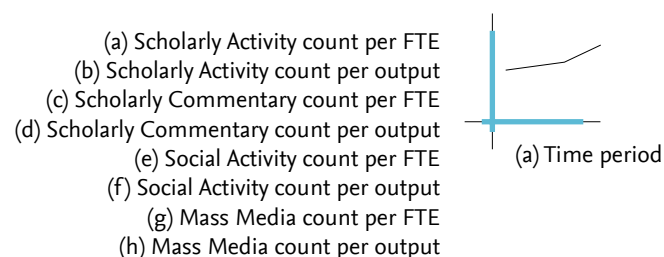 (a) Scholarly Activity count per FTE
(b) Scholarly Activity count per output
(c) Scholarly Commentary count per FTE
(d) Scholarly Commentary count per output
(e) Social Activity count per FTE
(f) Social Activity count per output
(g) Mass Media count per FTE
(h) Mass Media count per output
(a) Time period